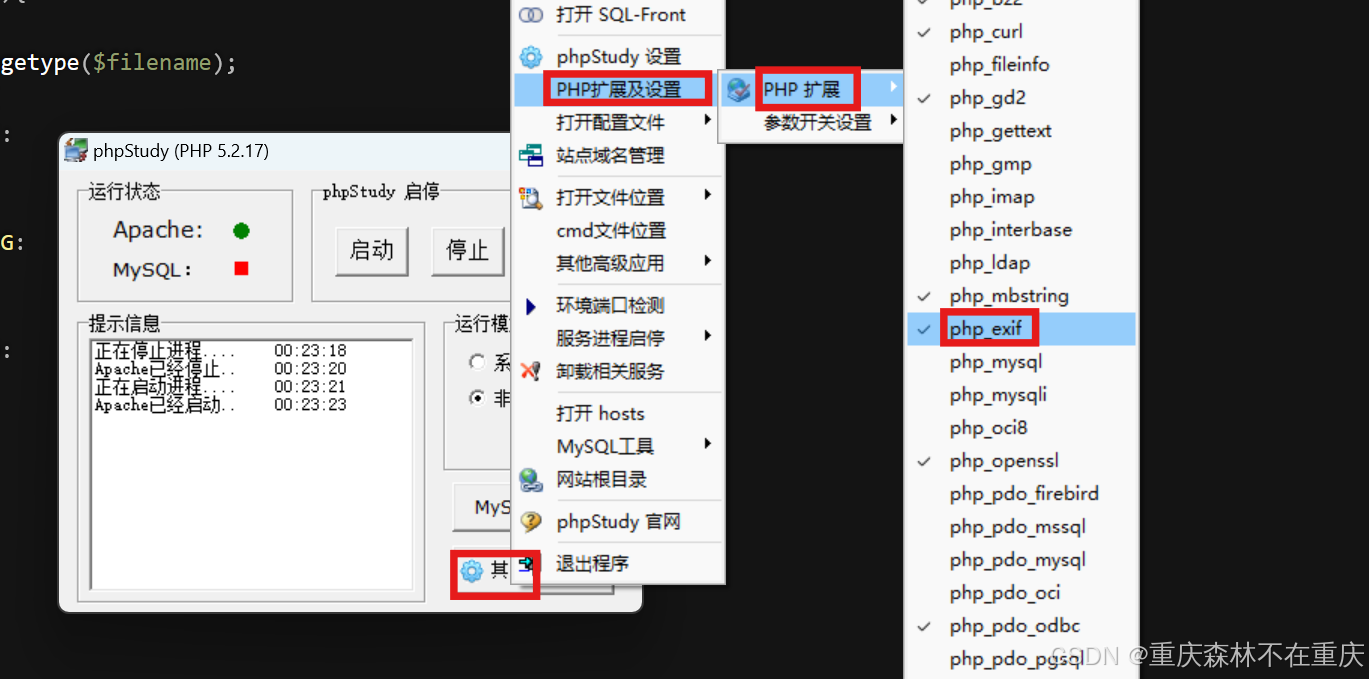 getype($filename);
:
G:
:
phpStudy (PHP 5.2.17)
运行状态
Apache:
MySQL:
phpStudy 启停
启动
停止
提示信息
正在停止进程.... 00:23:18
Apache已经停止.. 00:23:20
正在启动进程.... 00:23:21
Apache已经启动.. 00:23:23
运行模
系
非
MyS
其
打开 SQL-Front
phpStudy 设置
PHP扩展及设置
打开配置文件
站点域名管理
打开文件位置
cmd文件位置
其他高级应用
环境端口检测
服务进程启停
卸载相关服务
打开 hosts
MySQL工具
网站根目录
phpStudy 官网
退出程序
PHP 扩展
参数开关设置
php_bz2
php_curl
php_fileinfo
php_gd2
php_gettext
php_gmp
php_imap
php_interbase
php_ldap
php_mbstring
php_exif
php_mysql
php_mysqli
php_oci8
php_openssl
php_pdo_firebird
php_pdo_mssql
php_pdo_mysql
php_pdo_oci
php_pdo_odbc
php_pdo_pgsql
CSDN @重庆森林不在重庆